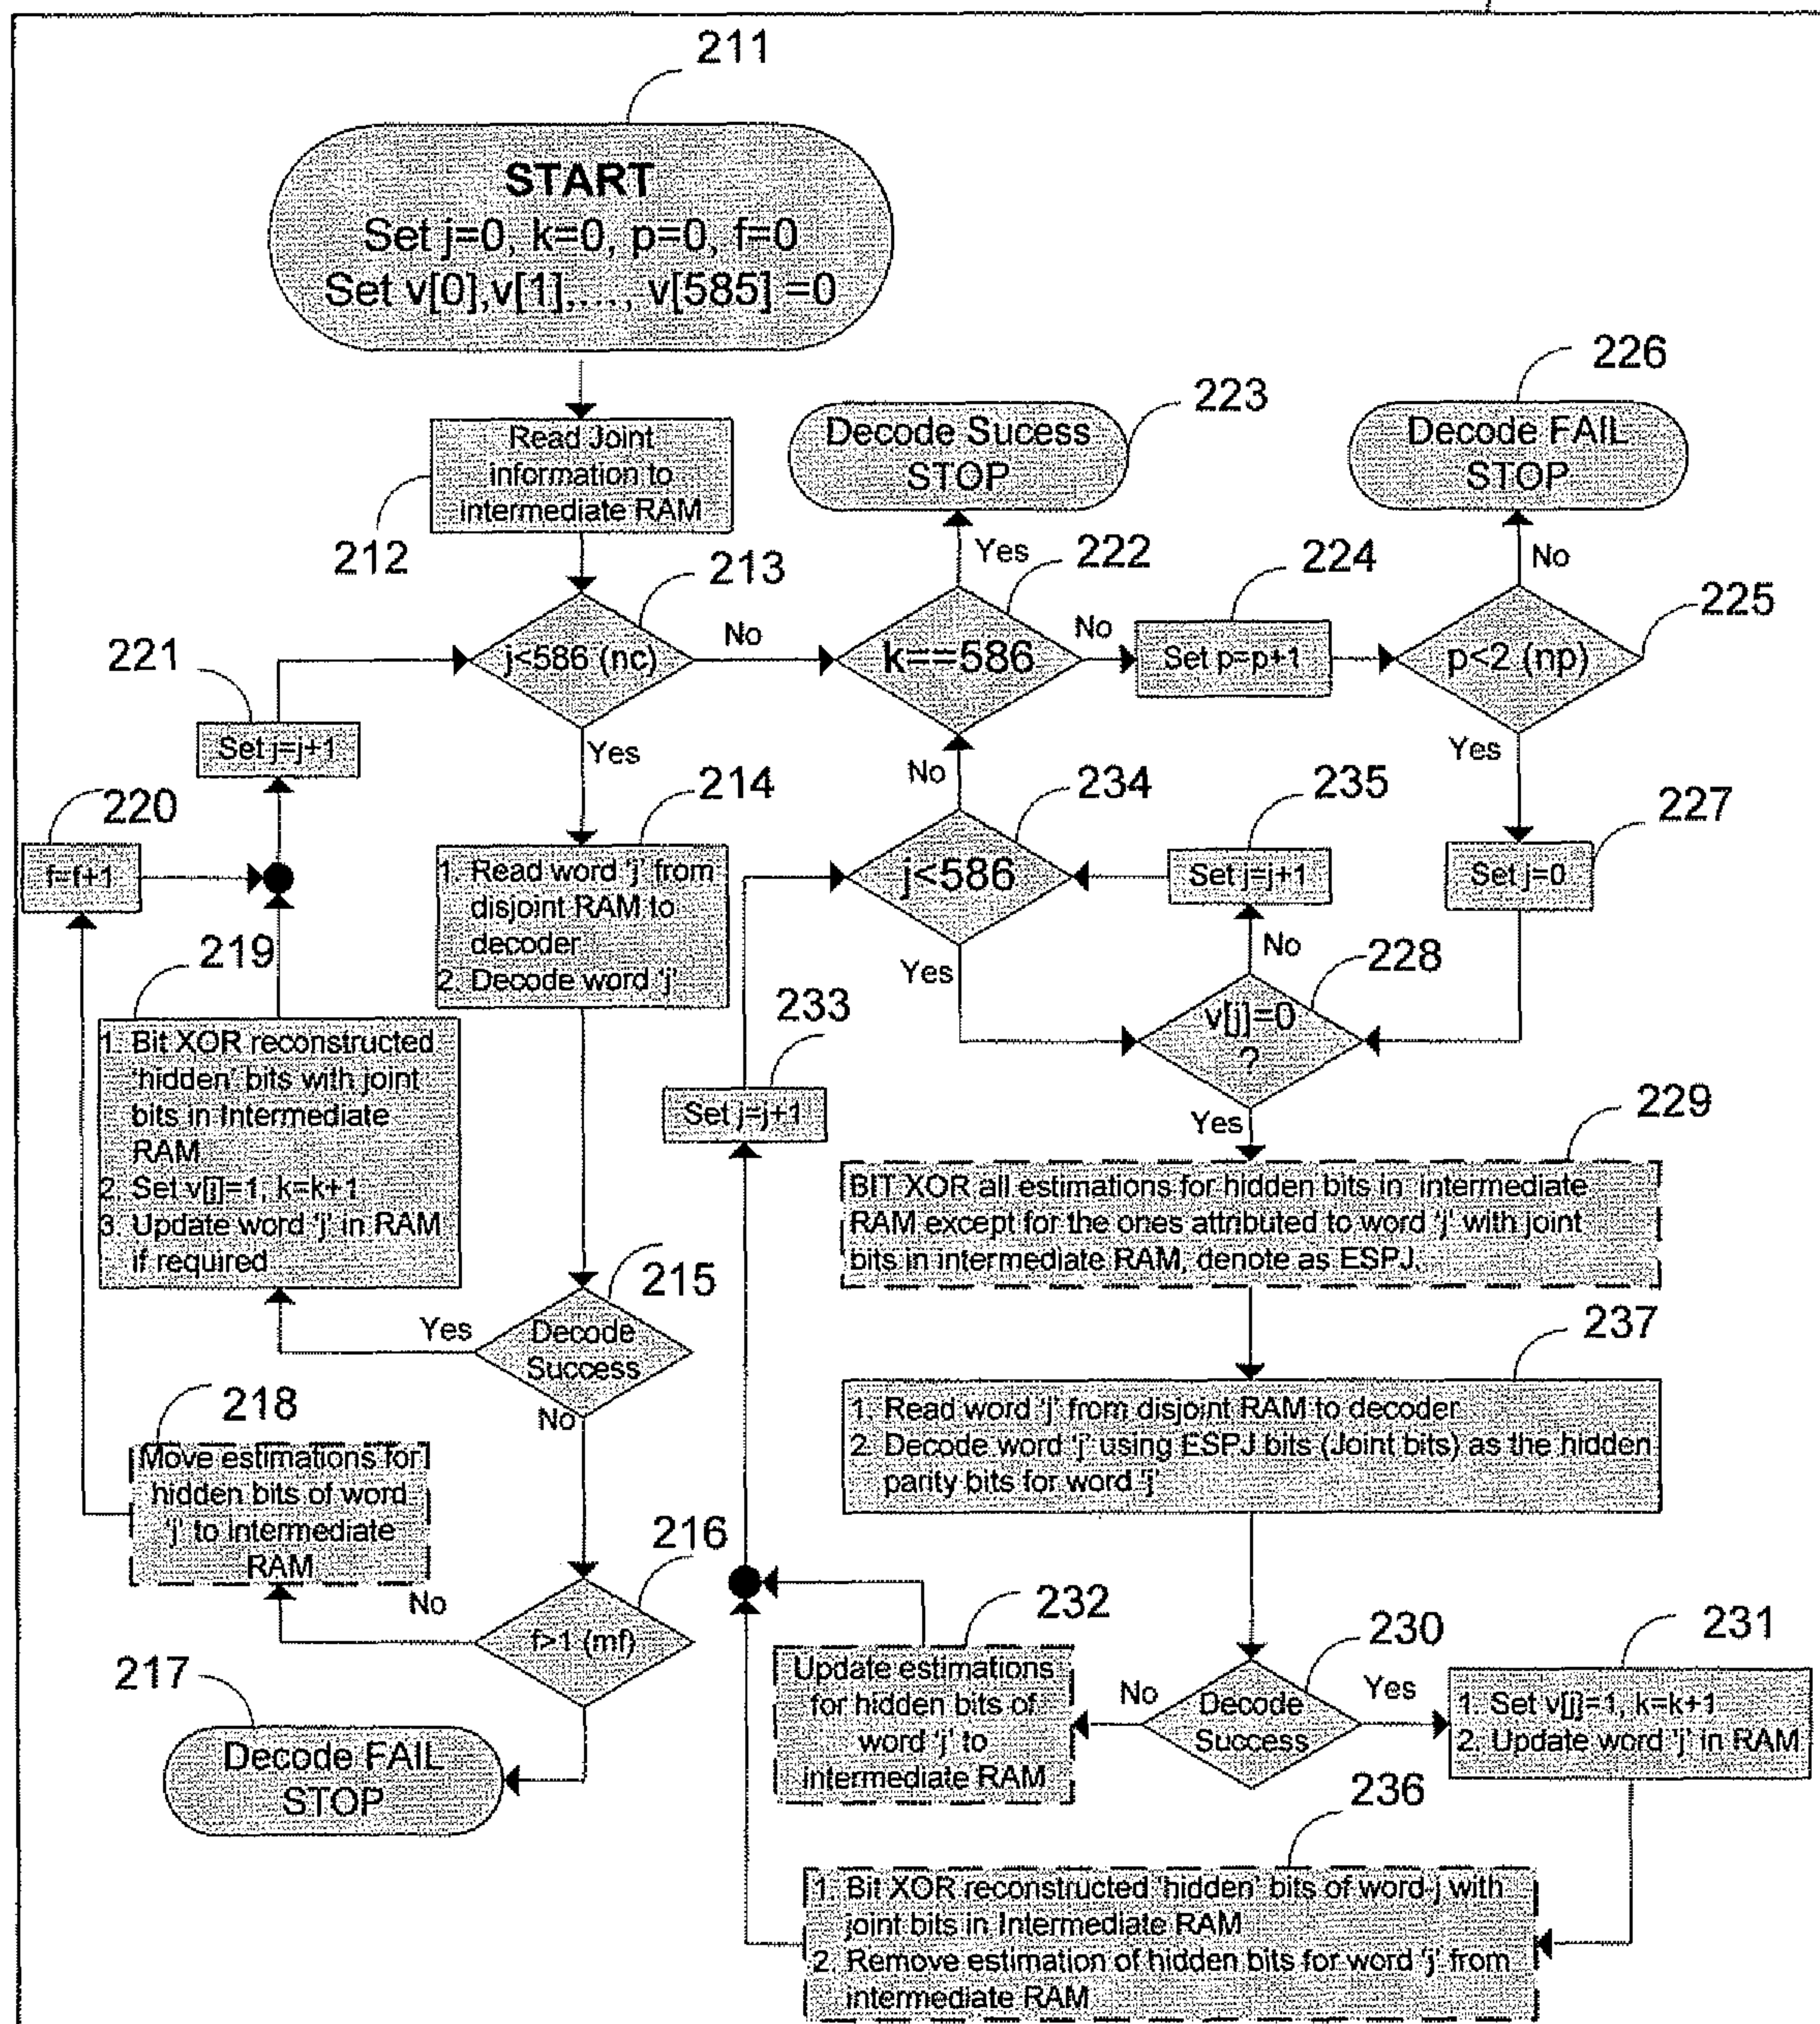 211
START
Set j=0, k=0, p=0, f=0
Set v[0],v[1],..., v[585] =0
Read Joint
information to
intermediate RAM
212
Decode Sucess
STOP
223
Decode FAIL
STOP
226
213
j<586 (nc)
No
Yes
222
k==586
Yes
No
224
Set p=p+1
225
p<2 (np)
No
Yes
221
Set j=j+1
220
f=f+1
214
1. Read word 'j' from
disjoint RAM to
decoder
2. Decode word 'j'
No
234
j<586
Yes
235
Set j=j+1
No
227
Set j=0
228
v[j]=0
?
Yes
219
1. Bit XOR reconstructed
'hidden' bits with joint
bits in Intermediate
RAM
2. Set v[j]=1, k=k+1
3. Update word 'j' in RAM
if required
233
Set j=j+1
229
BIT XOR all estimations for hidden bits in intermediate
RAM except for the ones attributed to word 'j' with joint
bits in intermediate RAM, denote as ESPJ.
215
Decode
Success
Yes
No
237
1. Read word 'j' from disjoint RAM to decoder
2. Decode word 'j' using ESPJ bits (Joint bits) as the hidden
parity bits for word 'j'
218
Move estimations for
hidden bits of word
'j' to intermediate
RAM
No
216
f>1 (mf)
217
Decode FAIL
STOP
232
Update estimations
for hidden bits of
word 'j' to
intermediate RAM
No
230
Decode
Success
Yes
231
1. Set v[j]=1, k=k+1
2. Update word 'j' in RAM
236
1. Bit XOR reconstructed 'hidden' bits of word j with
joint bits in Intermediate RAM
2. Remove estimation of hidden bits for word 'j' from
intermediate RAM